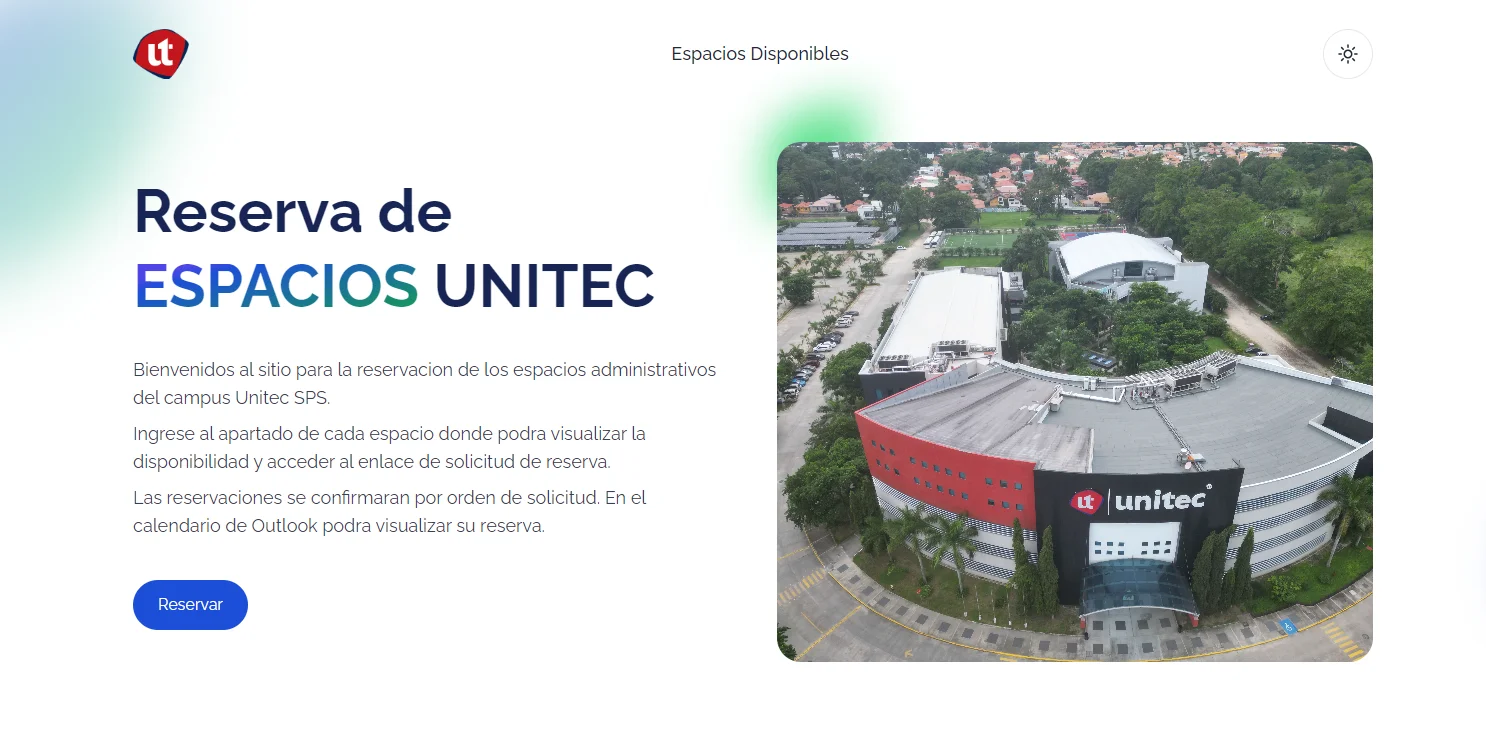 ut
Espacios Disponibles
Reserva de
ESPACIOS UNITEC
Bienvenidos al sitio para la reservacion de los espacios administrativos
del campus Unitec SPS.
Ingrese al apartado de cada espacio donde podra visualizar la
disponibilidad y acceder al enlace de solicitud de reserva.
Las reservaciones se confirmaran por orden de solicitud. En el
calendario de Outlook podra visualizar su reserva.
Reservar
ut unitec®